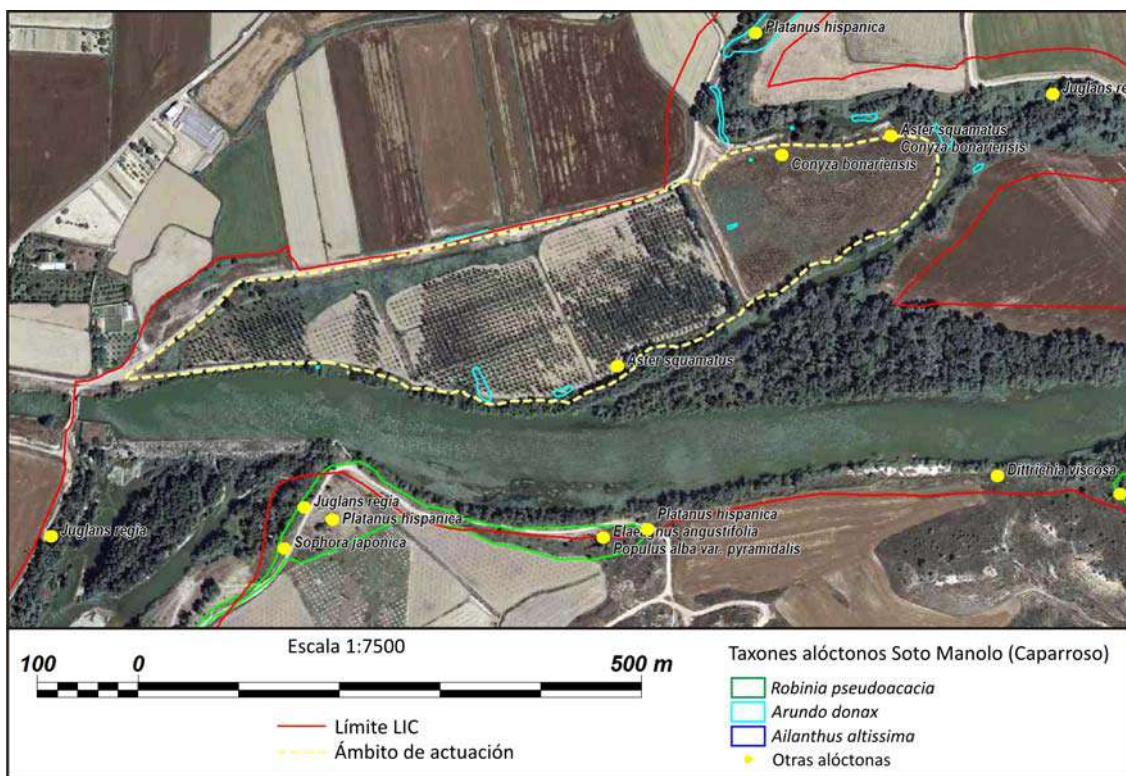 Platanus hispanica
Juglans re
Aster squamatus
Conyza bonariensis
Conyza bonariensis
Aster squamatus
Dittrichia viscosa
Juglans regia
Platanus hispanica
Platanus hispanica
Juglans regia
Elaeagnus angustifolia
Sophora japonica
Populus alba var. pyramidalis
Escala 1:7500
100 0 500 m
Límite LIC
Ámbito de actuación
Taxones alóctonos Soto Manolo (Caparroso)
Robinia pseudoacacia
Arundo donax
Ailanthus altissima
Otras alóctonas